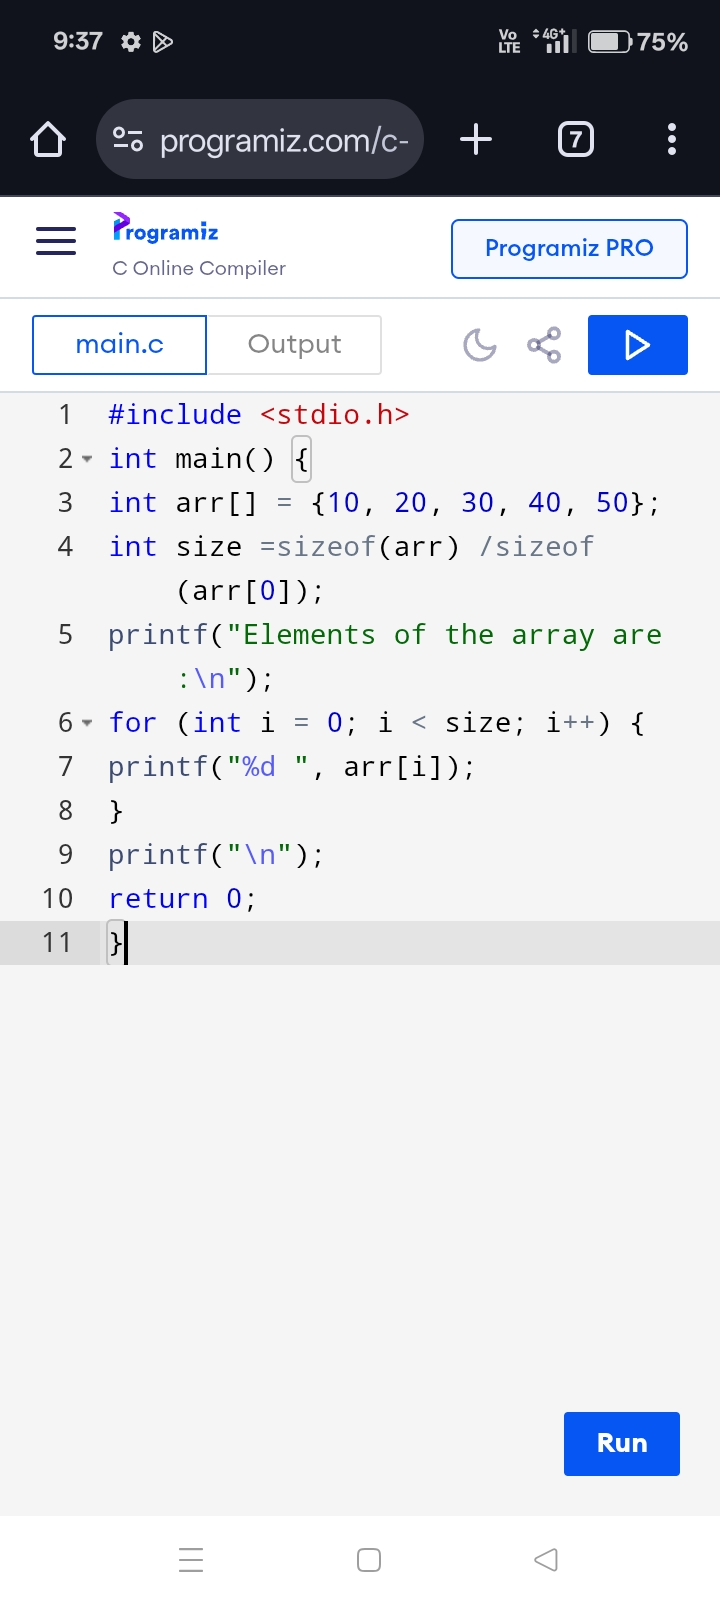 9:37 Vo LTE 4G+ 75%
programiz.com/c- 7
Programiz
C Online Compiler
Programiz PRO
main.c Output
1 #include <stdio.h>
2 int main() {
3 int arr[] = {10, 20, 30, 40, 50};
4 int size =sizeof(arr) /sizeof
(arr[0]);
5 printf("Elements of the array are
:\n");
6 for (int i = 0; i < size; i++) {
7 printf("%d ", arr[i]);
8 }
9 printf("\n");
10 return 0;
11 }
Run